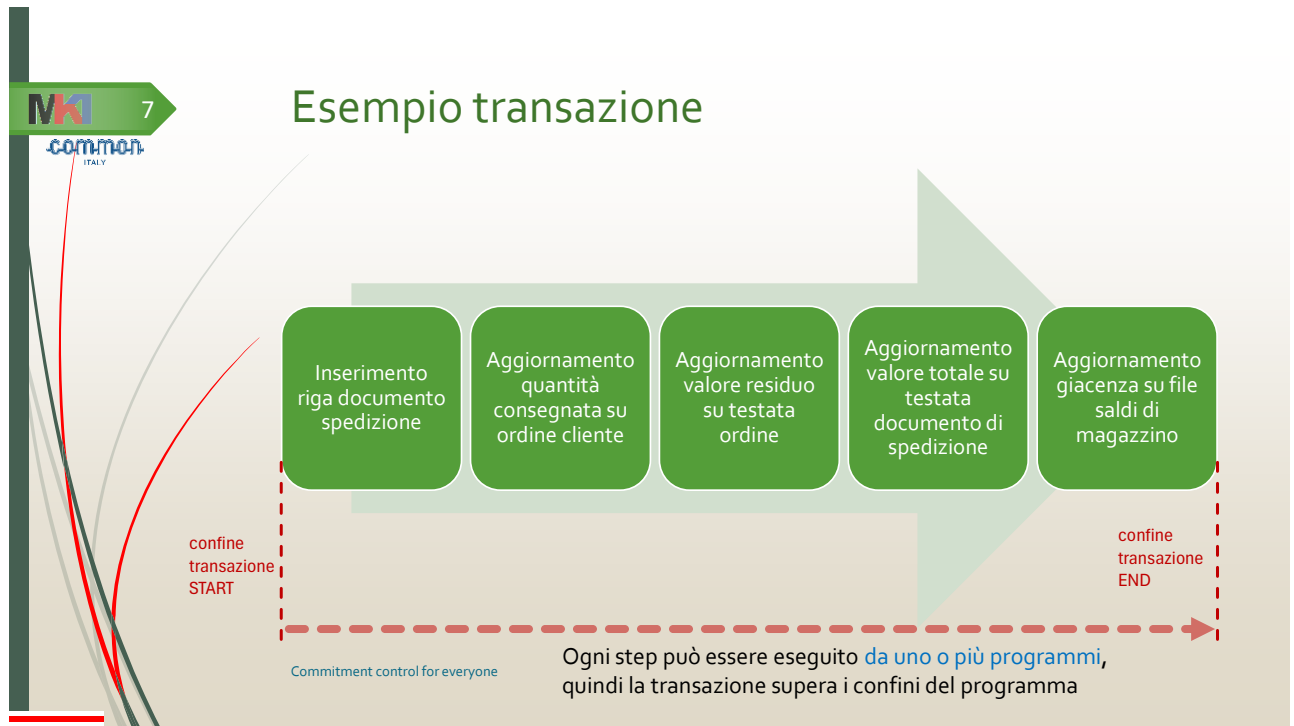 MKI
7
common
ITALY
Esempio transazione
Inserimento
riga documento
spedizione
Aggiornamento
quantità
consegnata su
ordine cliente
Aggiornamento
valore residuo
su testata
ordine
Aggiornamento
valore totale su
testata
documento di
spedizione
Aggiornamento
giacenza su file
saldi di
magazzino
confine
transazione
START
confine
transazione
END
Commitment control for everyone
Ogni step può essere eseguito da uno o più programmi,
quindi la transazione supera i confini del programma